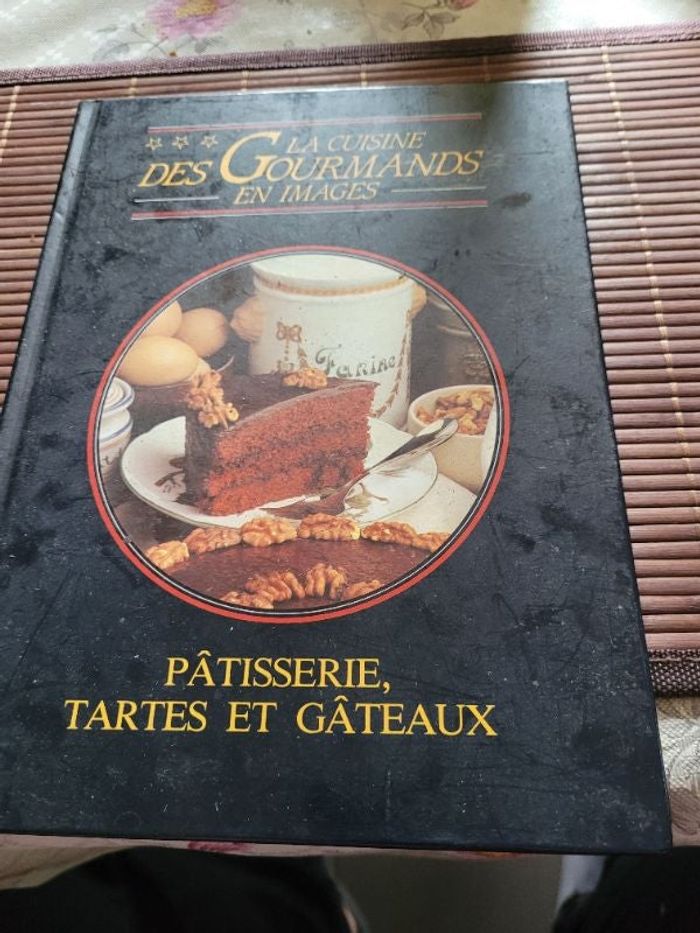 LA CUISINE
DES GOURMANDS
EN IMAGES
Farine
PÂTISSERIE,
TARTES ET GÂTEAUX